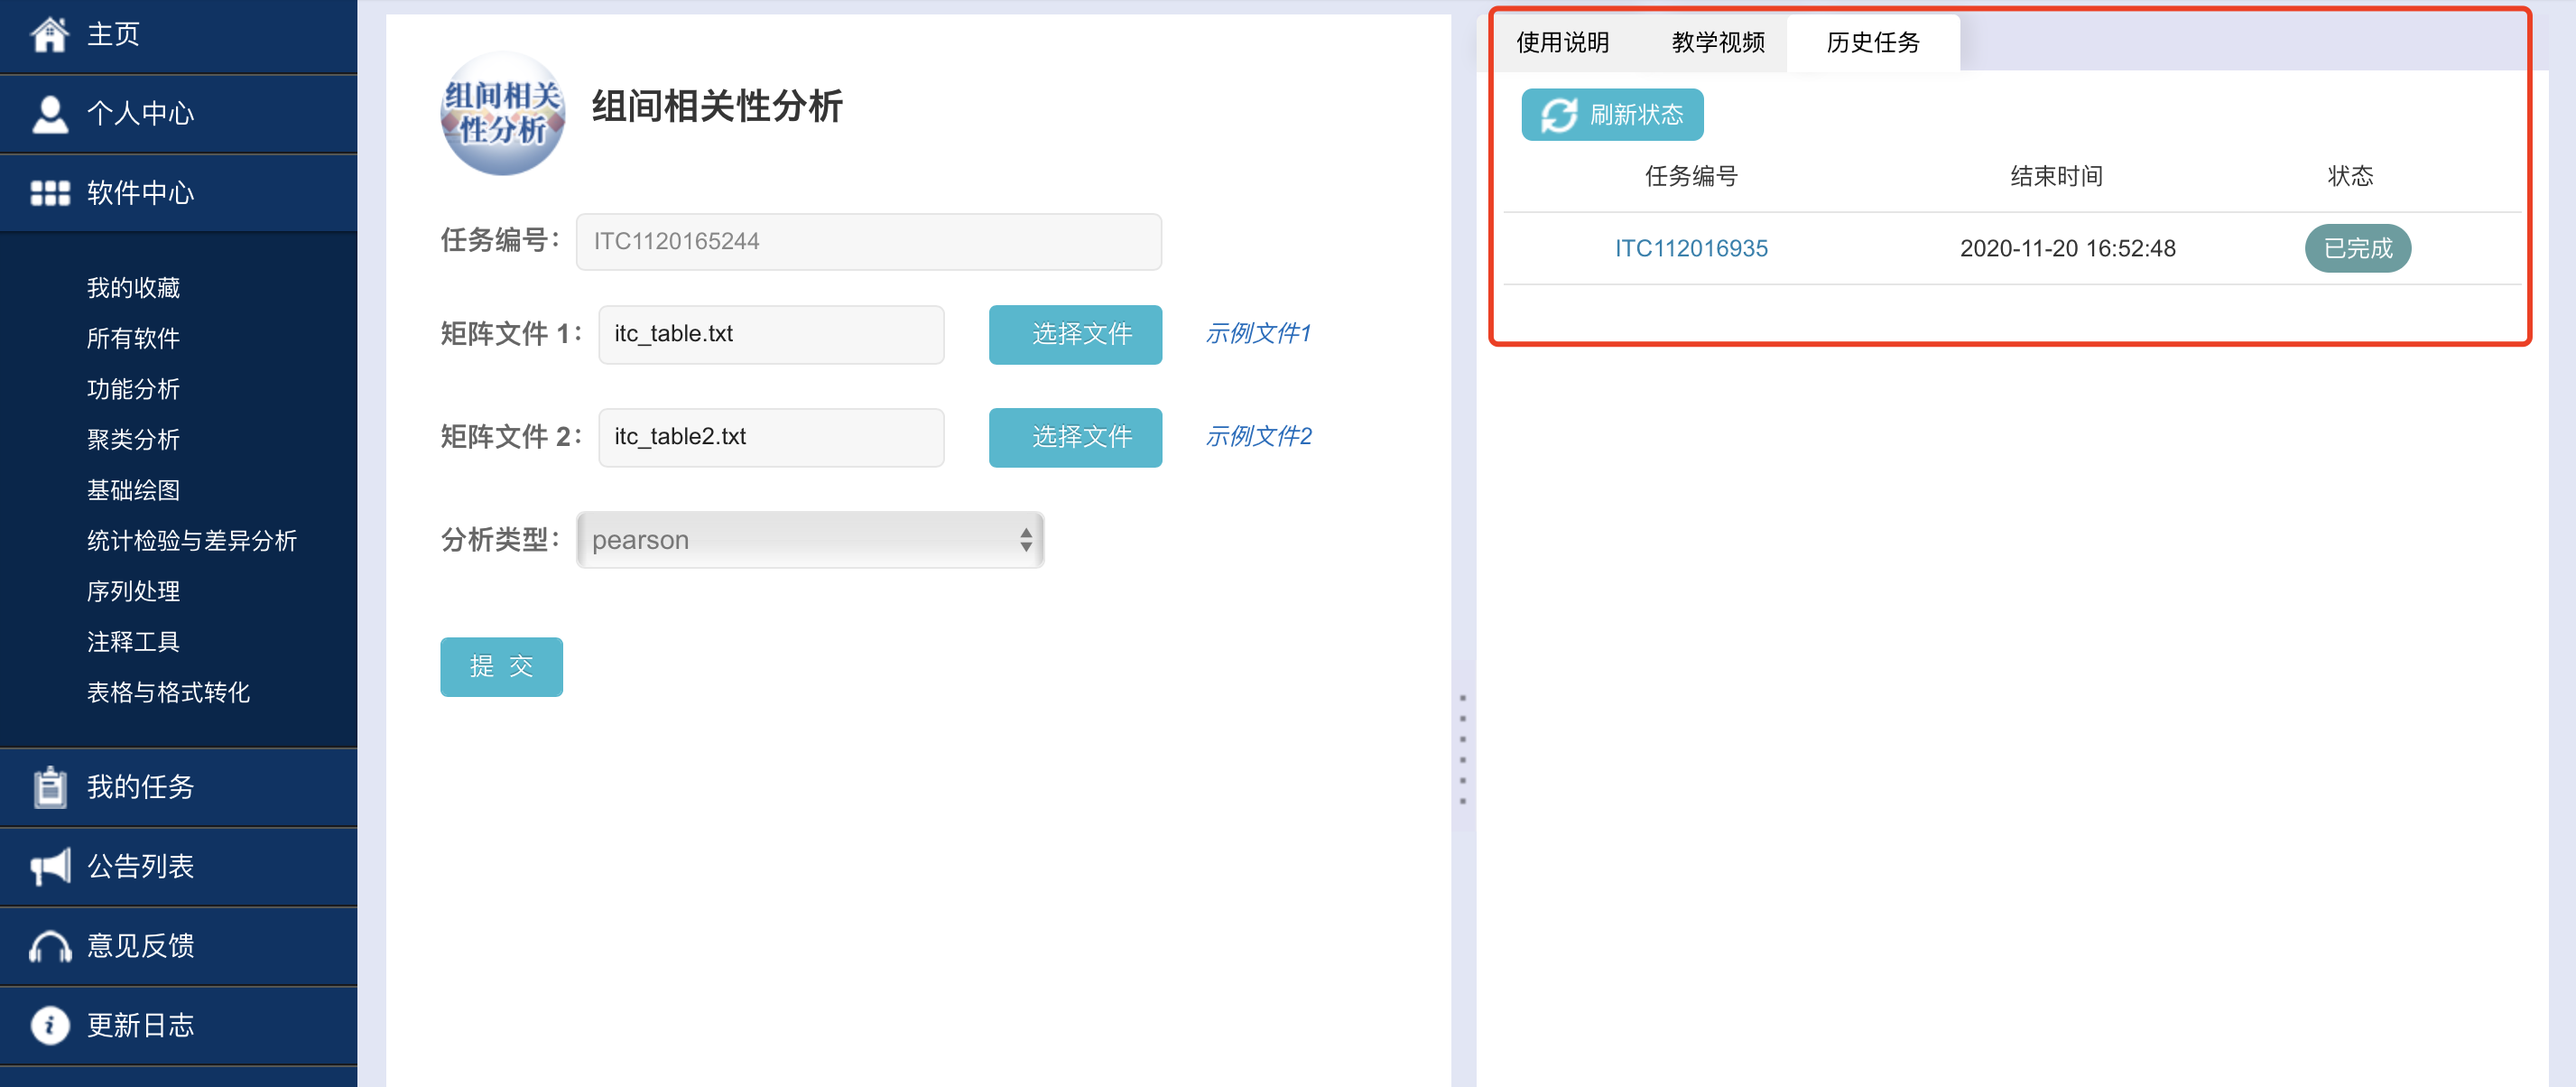 主页
个人中心
软件中心
我的收藏
所有软件
功能分析
聚类分析
基础绘图
统计检验与差异分析
序列处理
注释工具
表格与格式转化
我的任务
公告列表
意见反馈
更新日志
组间相关
性分析
组间相关性分析
任务编号： ITC1120165244
矩阵文件 1： itc_table.txt 选择文件 示例文件1
矩阵文件 2： itc_table2.txt 选择文件 示例文件2
分析类型： pearson
提 交
使用说明 教学视频 历史任务
刷新状态
任务编号 结束时间 状态
ITC112016935 2020-11-20 16:52:48 已完成